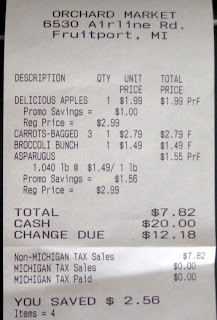 ORCHARD MARKET
6530 Airline Rd.
Fruitport, MI
DESCRIPTION QTY UNIT PRICE TOTAL PRICE
DELICIOUS APPLES 1 $1.99 $1.99 PrF
Promo Savings = $1.00
Reg Price = $2.99
CARROTS-BAGGED 3 1 $2.79 $2.79 F
BROCCOLI BUNCH 1 $1.49 $1.49 F
ASPARGUS $1.55 PrF
1.040 lb @ $1.49/ 1 lb
Promo Savings = $1.56
Reg Price = $2.99
TOTAL $7.82
CASH $20.00
CHANGE DUE $12.18
Non-MICHIGAN TAX Sales $7.82
MICHIGAN TAX Sales $0.00
MICHIGAN TAX Paid $0.00
YOU SAVED $ 2.56
Items = 4